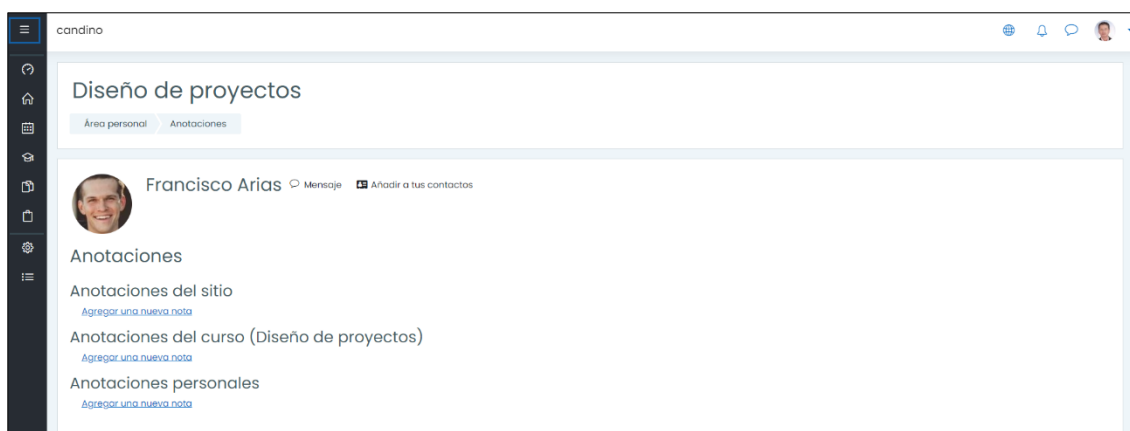 candino
Diseño de proyectos
Área personal Anotaciones
Francisco Arias Mensaje Añadir a tus contactos
Anotaciones
Anotaciones del sitio
Agregar una nueva nota
Anotaciones del curso (Diseño de proyectos)
Agregar una nueva nota
Anotaciones personales
Agregar una nueva nota